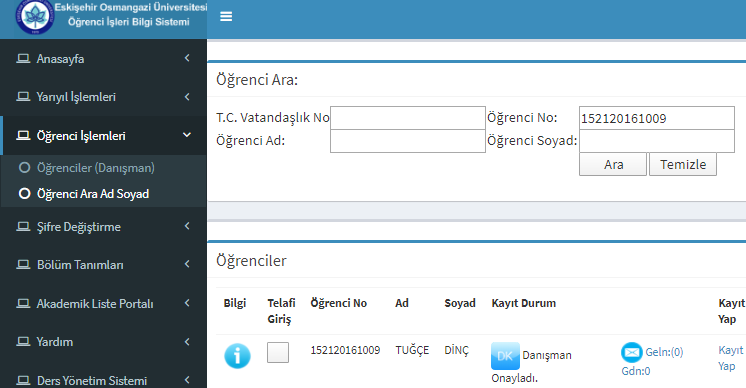 Eskişehir Osmangazi Üniversitesi
Öğrenci İşleri Bilgi Sistemi
Anasayfa
Yarıyıl İşlemleri
Öğrenci İşlemleri
Öğrenciler (Danışman)
Öğrenci Ara Ad Soyad
Şifre Değiştirme
Bölüm Tanımları
Akademik Liste Portalı
Yardım
Ders Yönetim Sistemi
Öğrenci Ara:
T.C. Vatandaşlık No
Öğrenci No: 152120161009
Öğrenci Ad:
Öğrenci Soyad:
Ara Temizle
Öğrenciler
Bilgi Telafi Giriş Öğrenci No Ad Soyad Kayıt Durum Kayıt Yap
152120161009 TUĞÇE DİNÇ DK Danışman Onayladı. Geln:(0) Gdn:0 Kayıt Yap